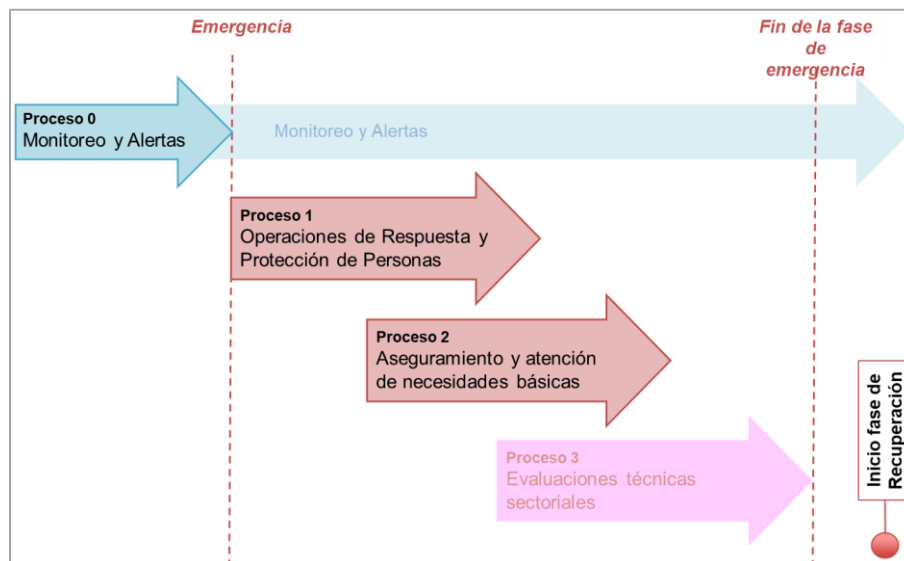 Emergencia
Fin de la fase
de
emergencia
Proceso 0
Monitoreo y Alertas
Monitoreo y Alertas
Proceso 1
Operaciones de Respuesta y
Protección de Personas
Proceso 2
Aseguramiento y atención
de necesidades básicas
Proceso 3
Evaluaciones técnicas
sectoriales
Inicio fase de
Recuperación